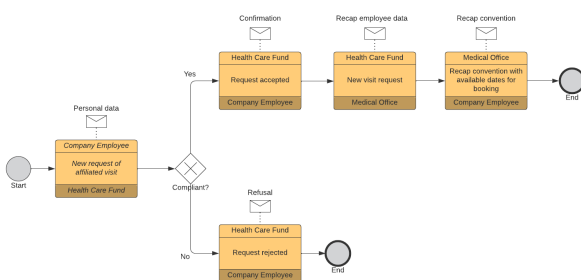 Confirmation
Recap employee data
Recap convention
Health Care Fund
Request accepted
Company Employee
Health Care Fund
New visit request
Medical Office
Medical Office
Recap convention with
available dates for
booking
Company Employee
End
Yes
Personal data
Company Employee
New request of
affiliated visit
Health Care Fund
Start
Compliant?
No
Refusal
Health Care Fund
Request rejected
Company Employee
End